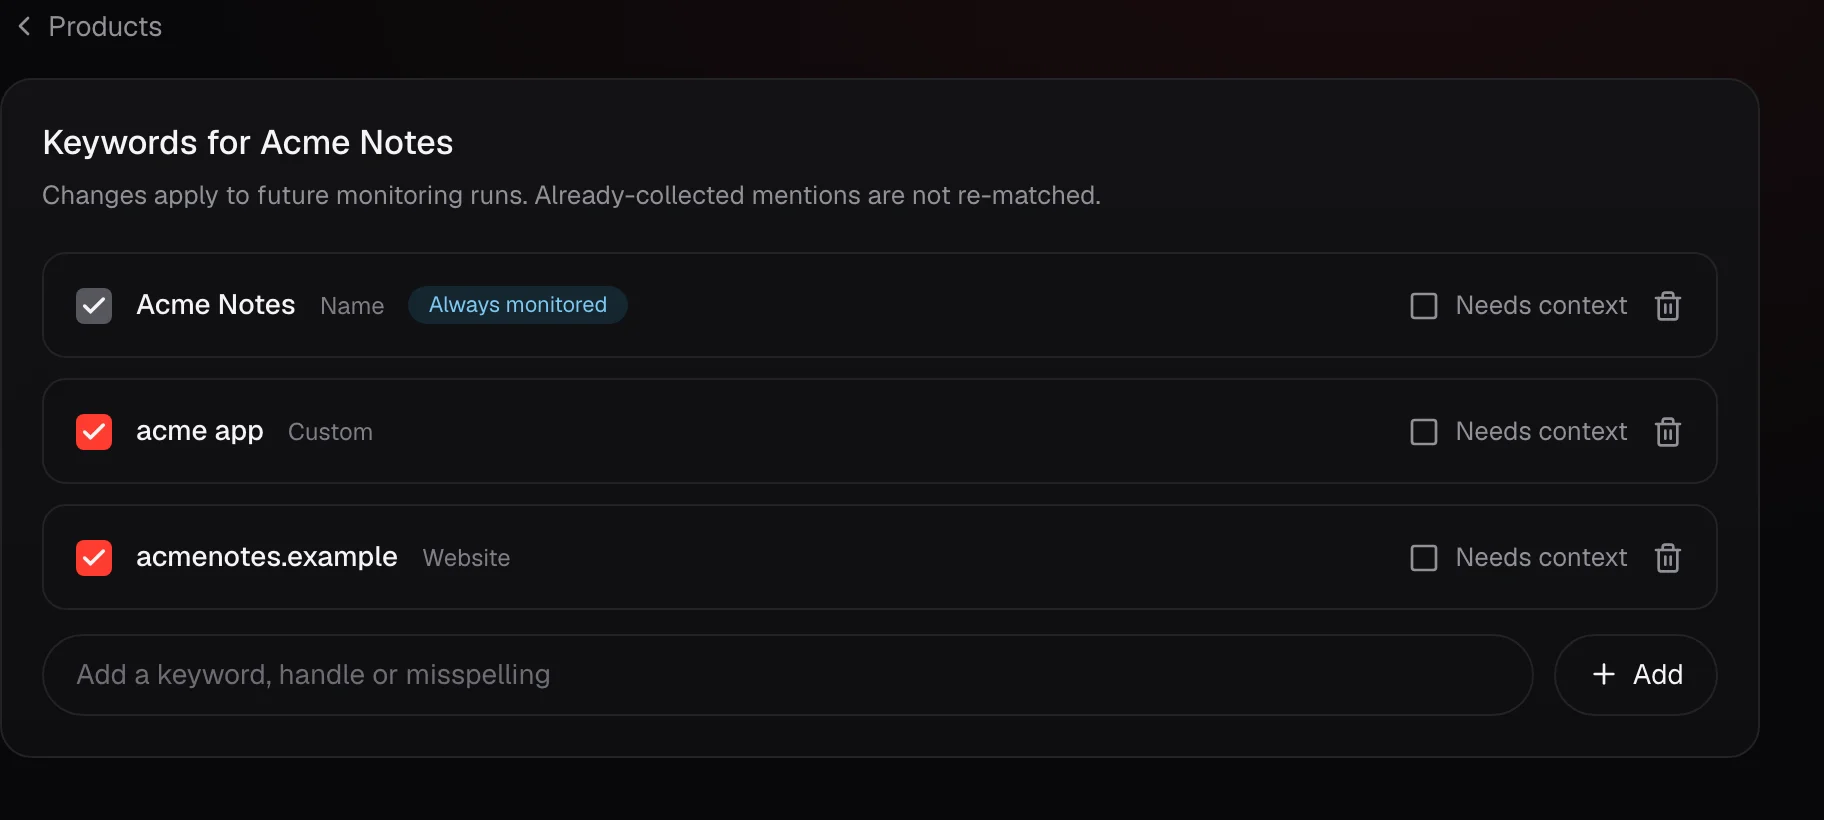 Products
Keywords for Acme Notes
Changes apply to future monitoring runs. Already-collected mentions are not re-matched.
Acme Notes Name Always monitored Needs context
acme app Custom Needs context
acmenotes.example Website Needs context
Add a keyword, handle or misspelling + Add